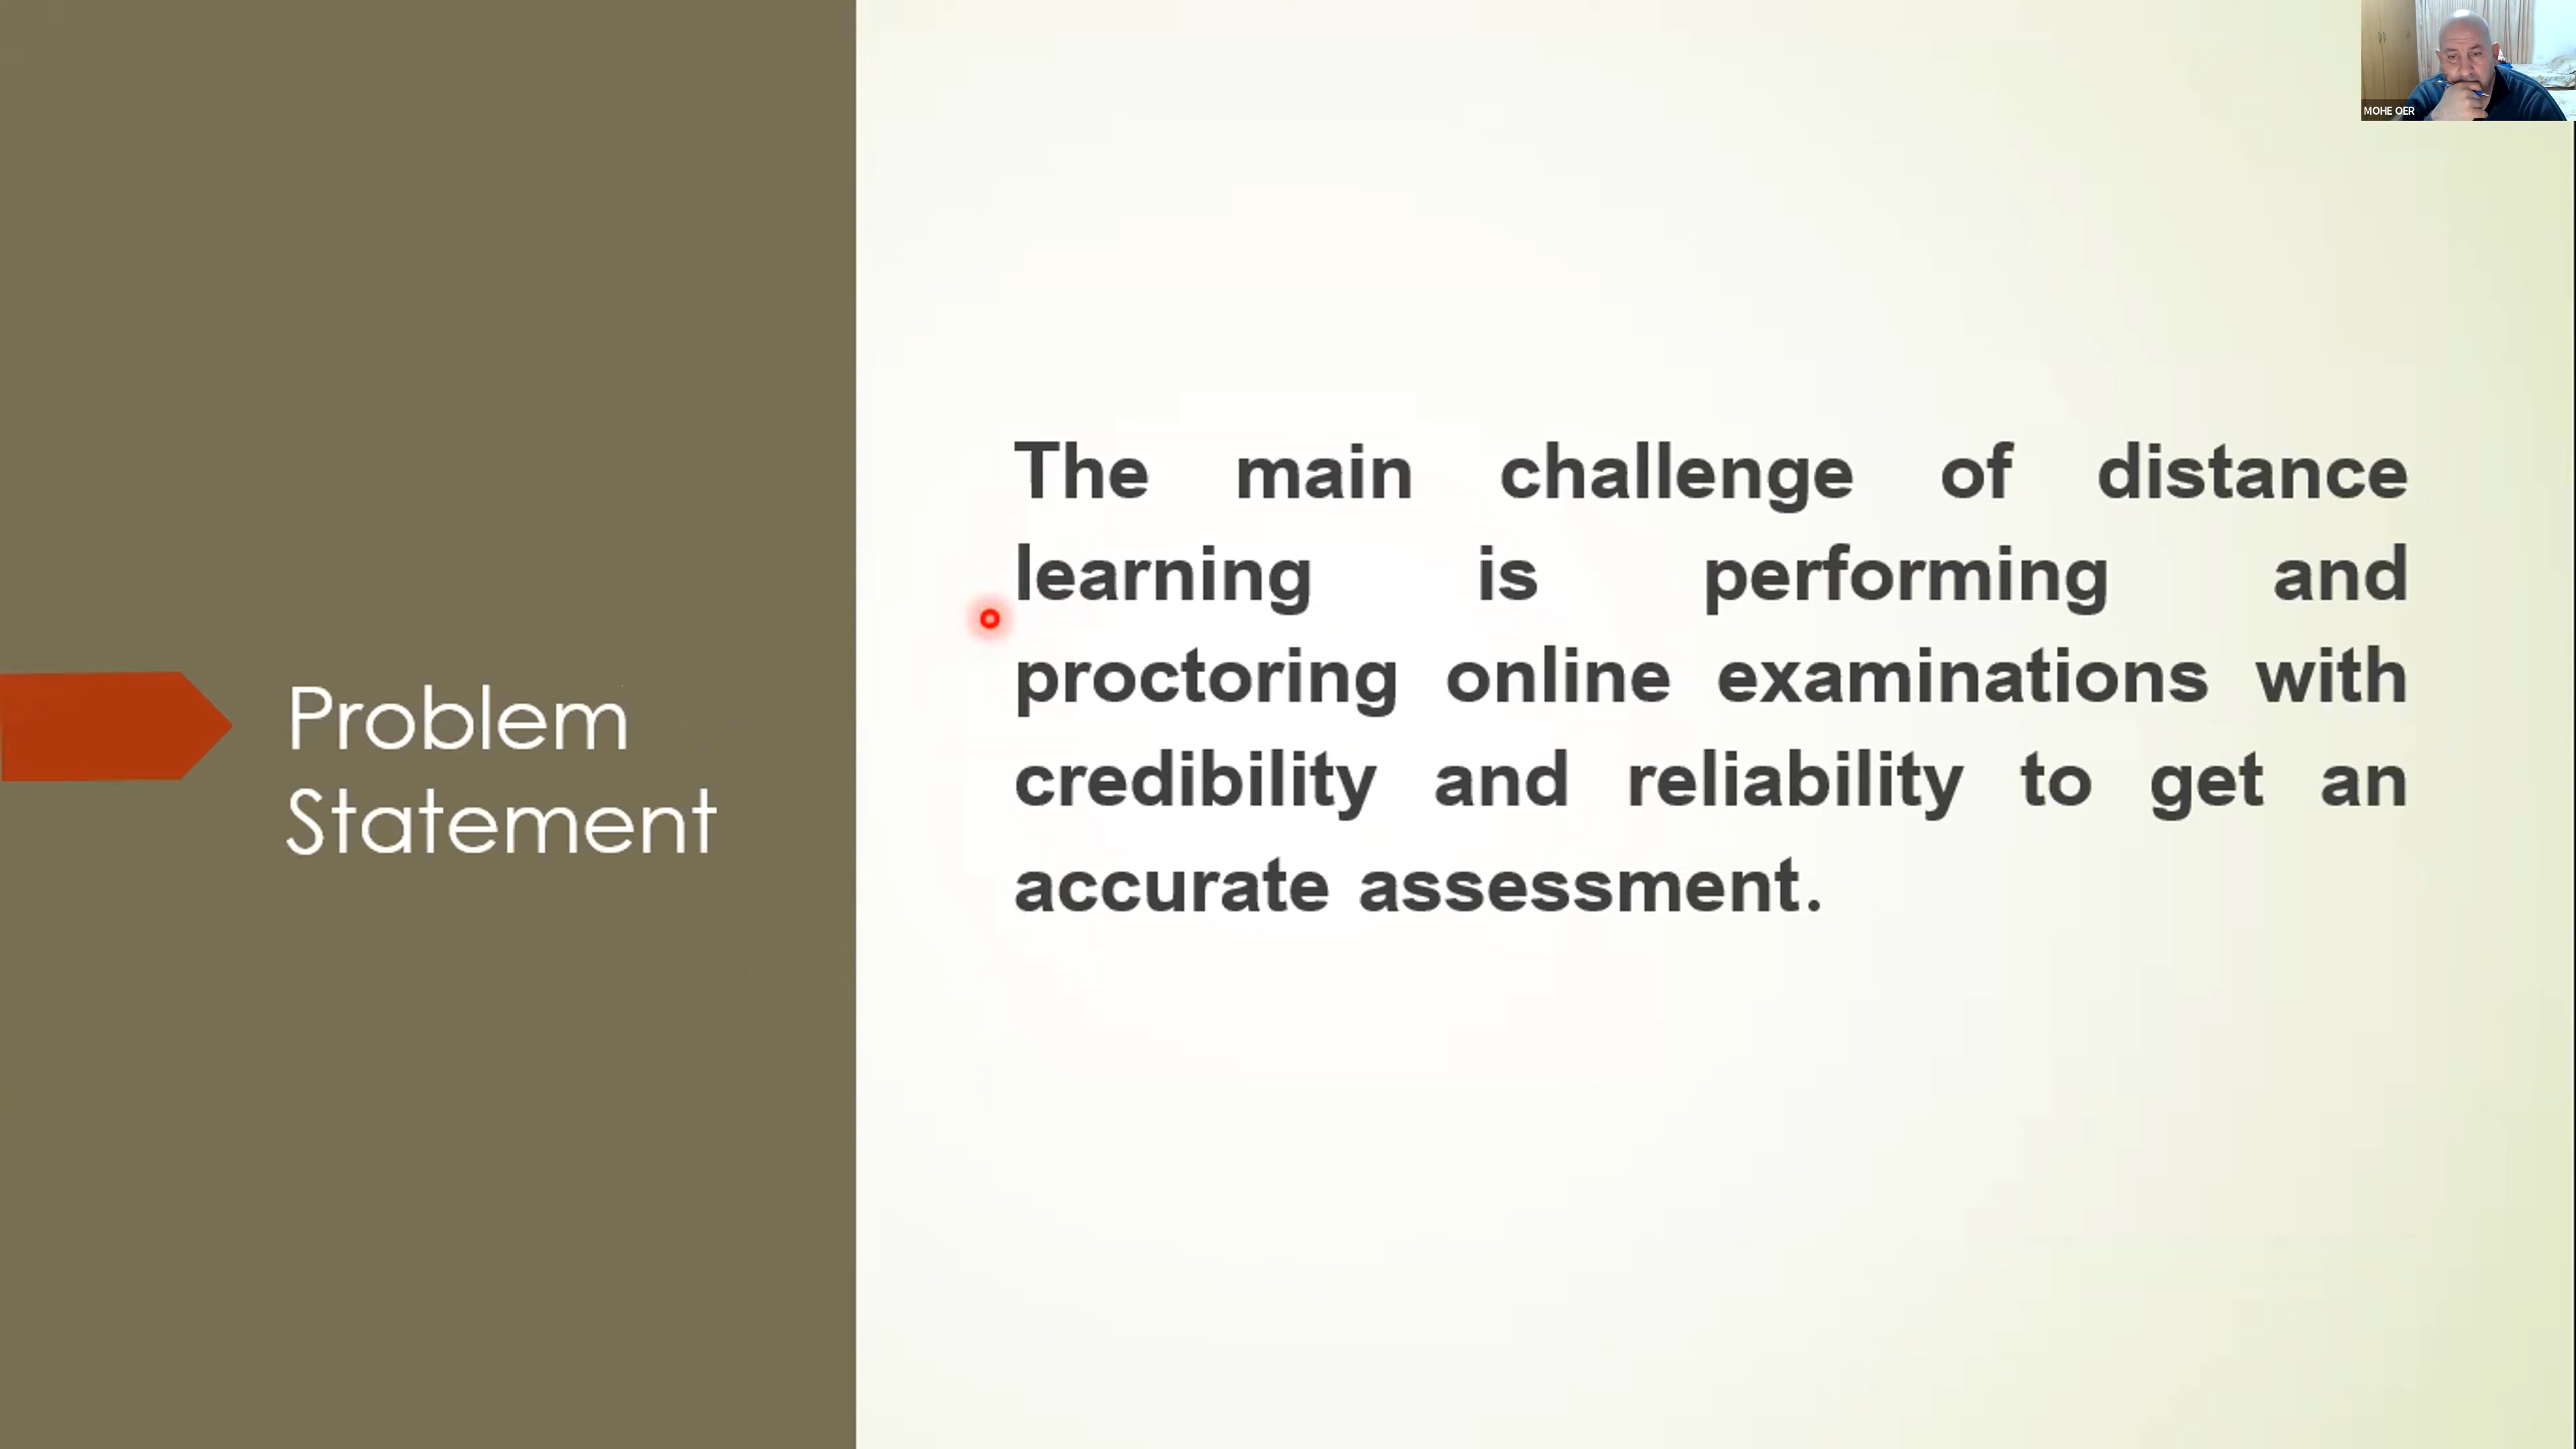 MOHE OER
Problem
Statement
The main challenge of distance
learning is performing and
proctoring online examinations with
credibility and reliability to get an
accurate assessment.